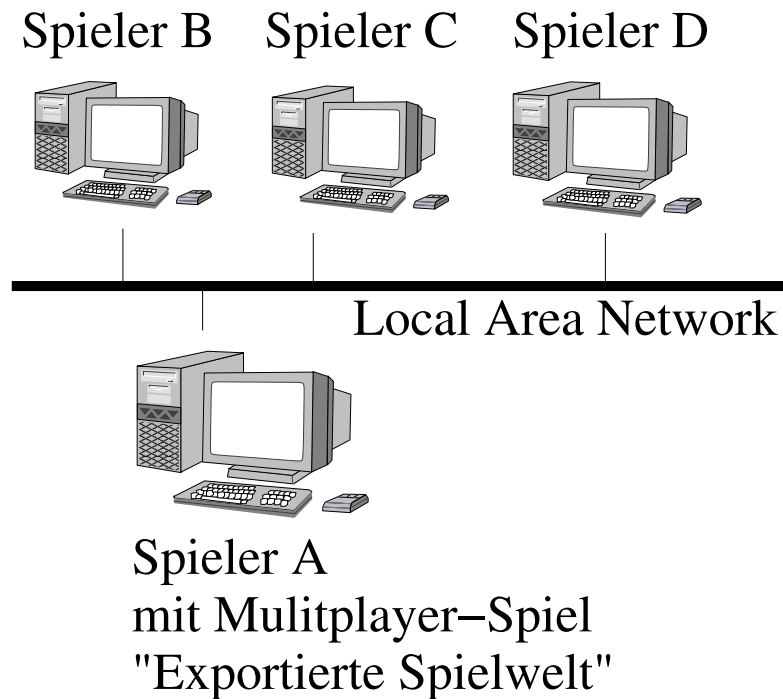 Spieler B Spieler C Spieler D
Local Area Network
Spieler A
mit Mulitplayer−Spiel
"Exportierte Spielwelt"